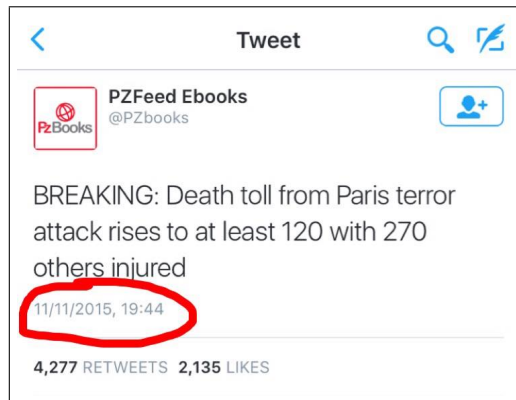 Tweet
PzBooks
PZFeed Ebooks
@PZbooks
BREAKING: Death toll from Paris terror
attack rises to at least 120 with 270
others injured
11/11/2015, 19:44
4,277 RETWEETS 2,135 LIKES